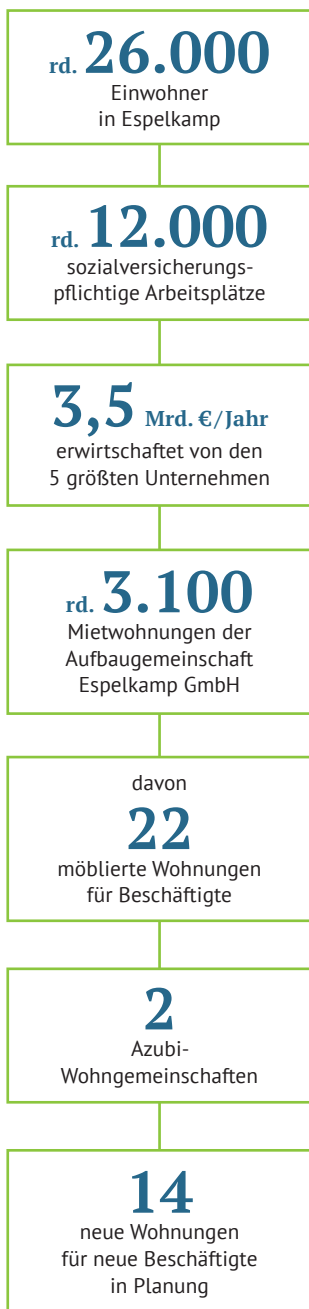 rd. 26.000
Einwohner
in Espelkamp
rd. 12.000
sozialversicherungs-
pflichtige Arbeitsplätze
3,5 Mrd. €/Jahr
erwirtschaftet von den
5 größten Unternehmen
rd. 3.100
Mietwohnungen der
Aufbaugemeinschaft
Espelkamp GmbH
davon
22
möblierte Wohnungen
für Beschäftigte
2
Azubi-
Wohngemeinschaften
14
neue Wohnungen
für neue Beschäftigte
in Planung